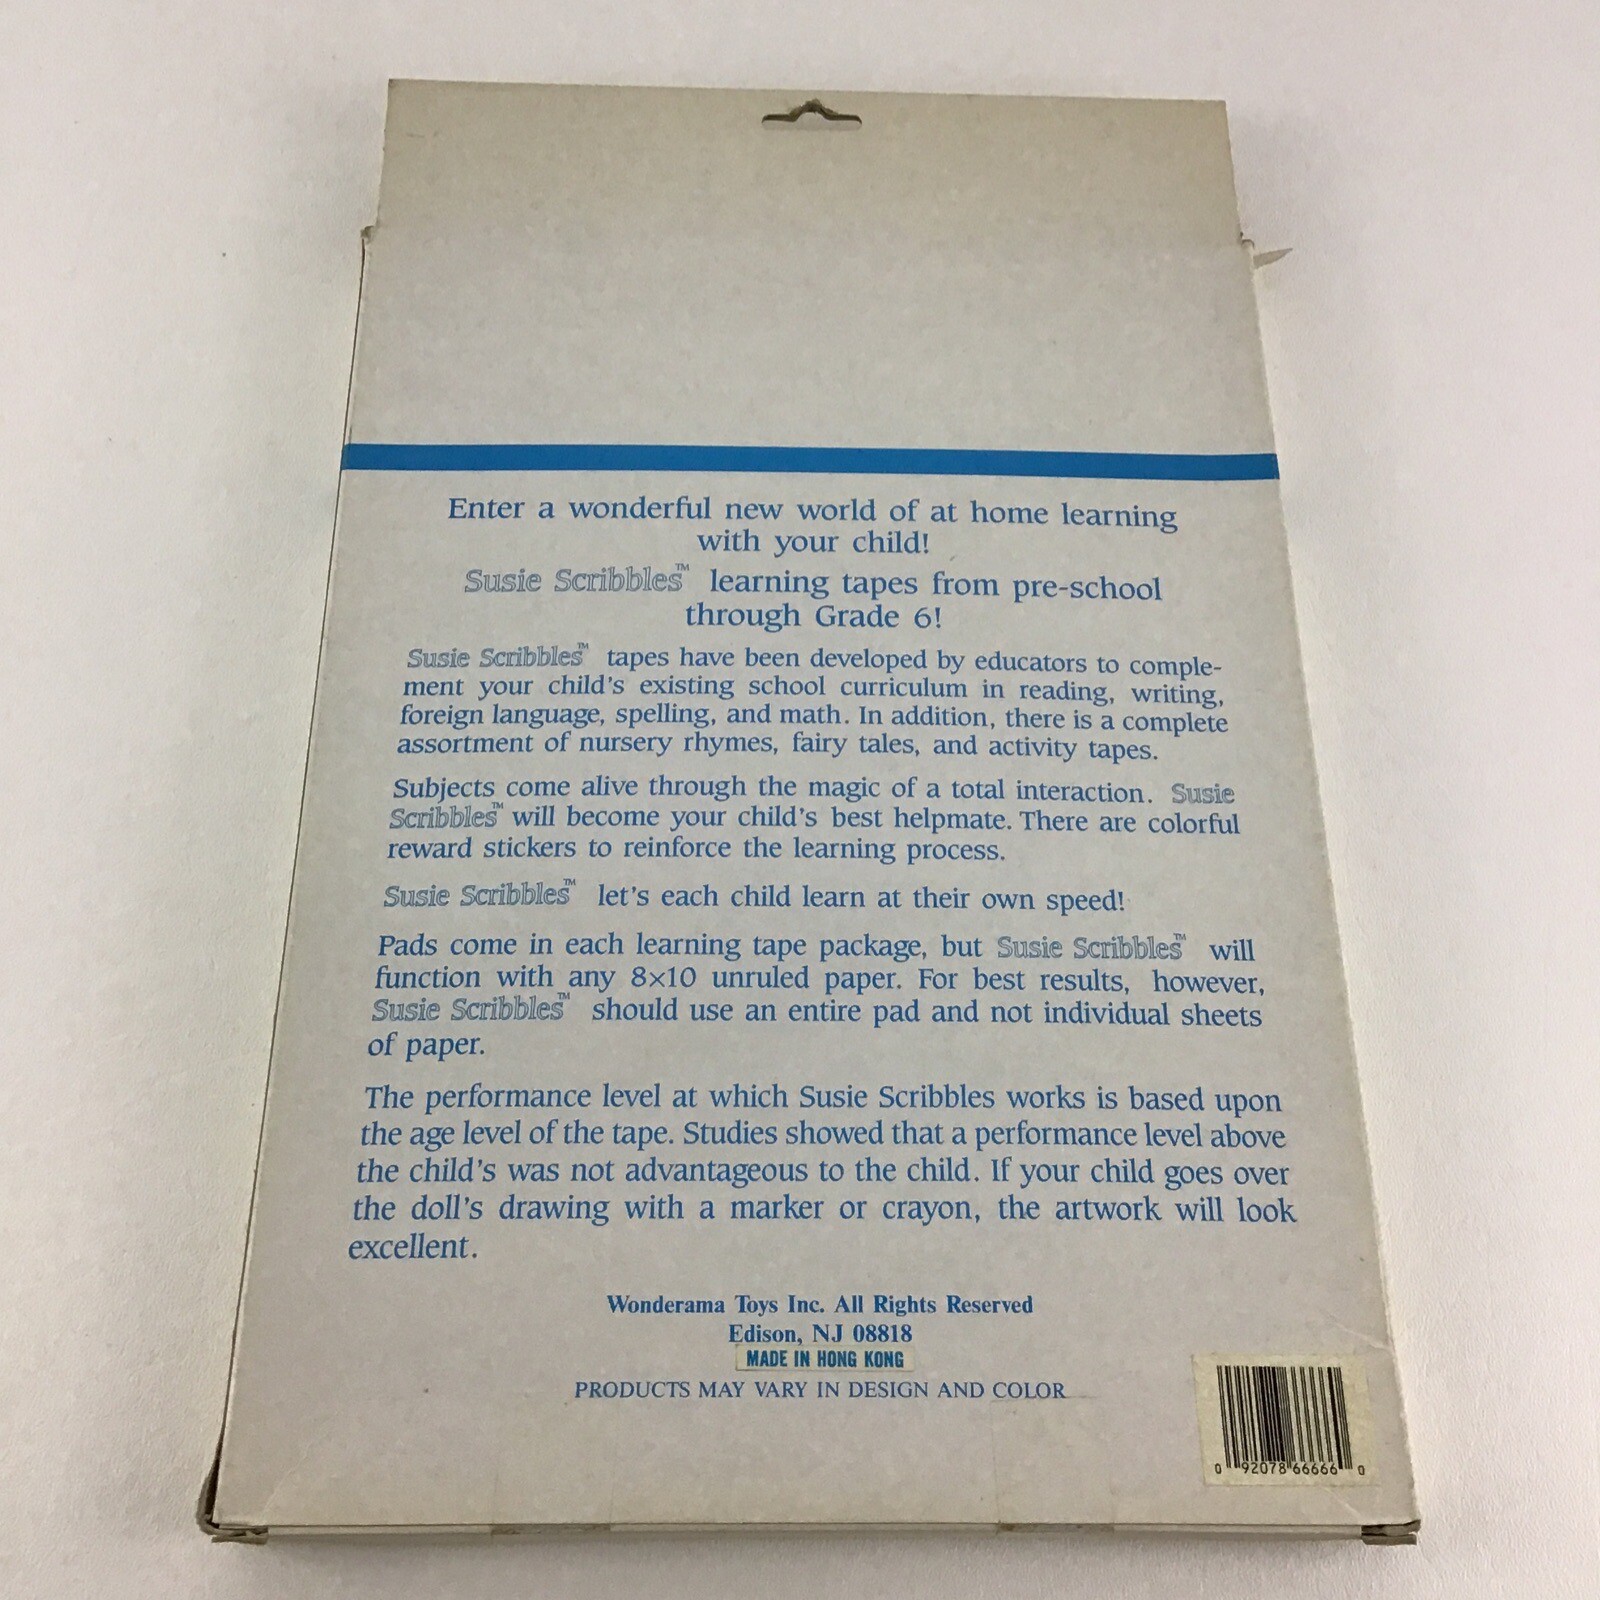 Enter a wonderful new world of at home learning
with your child!
Susie Scribbles™ learning tapes from pre-school
through Grade 6!
Susie Scribbles™ tapes have been developed by educators to comple-
ment your child's existing school curriculum in reading, writing,
foreign language, spelling, and math. In addition, there is a complete
assortment of nursery rhymes, fairy tales, and activity tapes.
Subjects come alive through the magic of a total interaction. Susie
Scribbles™ will become your child's best helpmate. There are colorful
reward stickers to reinforce the learning process.
Susie Scribbles™ let's each child learn at their own speed!
Pads come in each learning tape package, but Susie Scribbles™ will
function with any 8×10 unruled paper. For best results, however,
Susie Scribbles™ should use an entire pad and not individual sheets
of paper.
The performance level at which Susie Scribbles works is based upon
the age level of the tape. Studies showed that a performance level above
the child's was not advantageous to the child. If your child goes over
the doll's drawing with a marker or crayon, the artwork will look
excellent.
Wonderama Toys Inc. All Rights Reserved
Edison, NJ 08818
MADE IN HONG KONG
PRODUCTS MAY VARY IN DESIGN AND COLOR
0 92078 66666 0